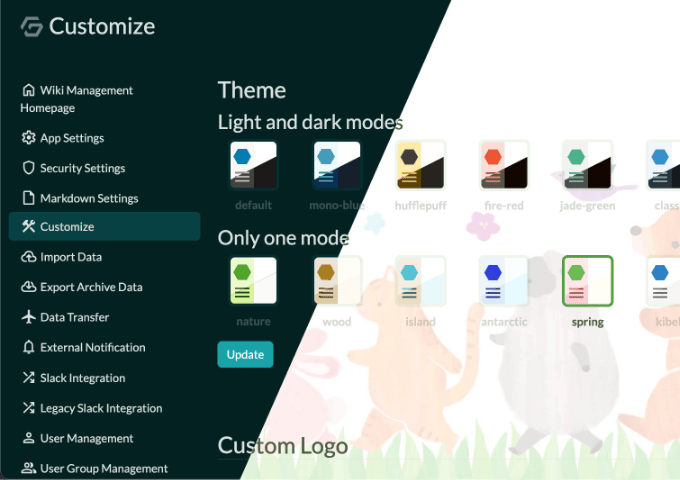 Customize
Wiki Management
Homepage
App Settings
Security Settings
Markdown Settings
Customize
Import Data
Export Archive Data
Data Transfer
External Notification
Slack Integration
Legacy Slack Integration
User Management
User Group Management
Theme
Light and dark modes
default mono-blue hufflepuff fire-red jade-green class
Only one mode
nature wood island antarctic spring kibel
Update
Custom Logo